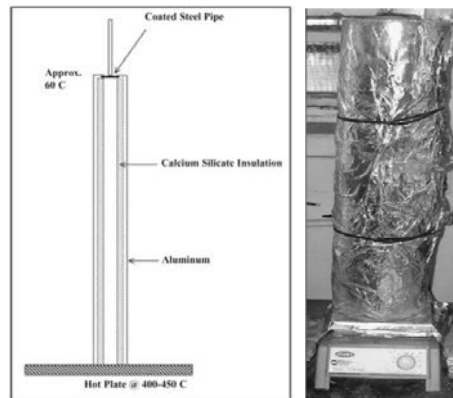 Coated Steel Pipe
Approx.
60 C
Calcium Silicate Insulation
Aluminum
Hot Plate @ 400-450 C